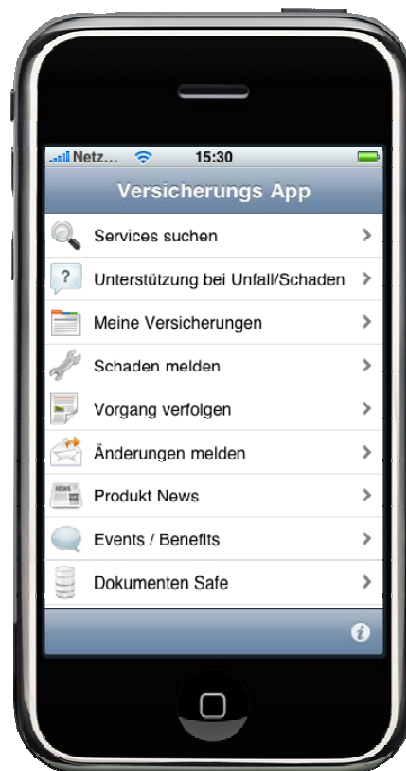 Netz... 15:30
Versicherungs App
Services suchen
?
Unterstützung bei Unfall/Schaden
Meine Versicherungen
Schaden melden
Vorgang verfolgen
Änderungen melden
NEWS
Produkt News
Events / Benefits
Dokumenten Safe
i